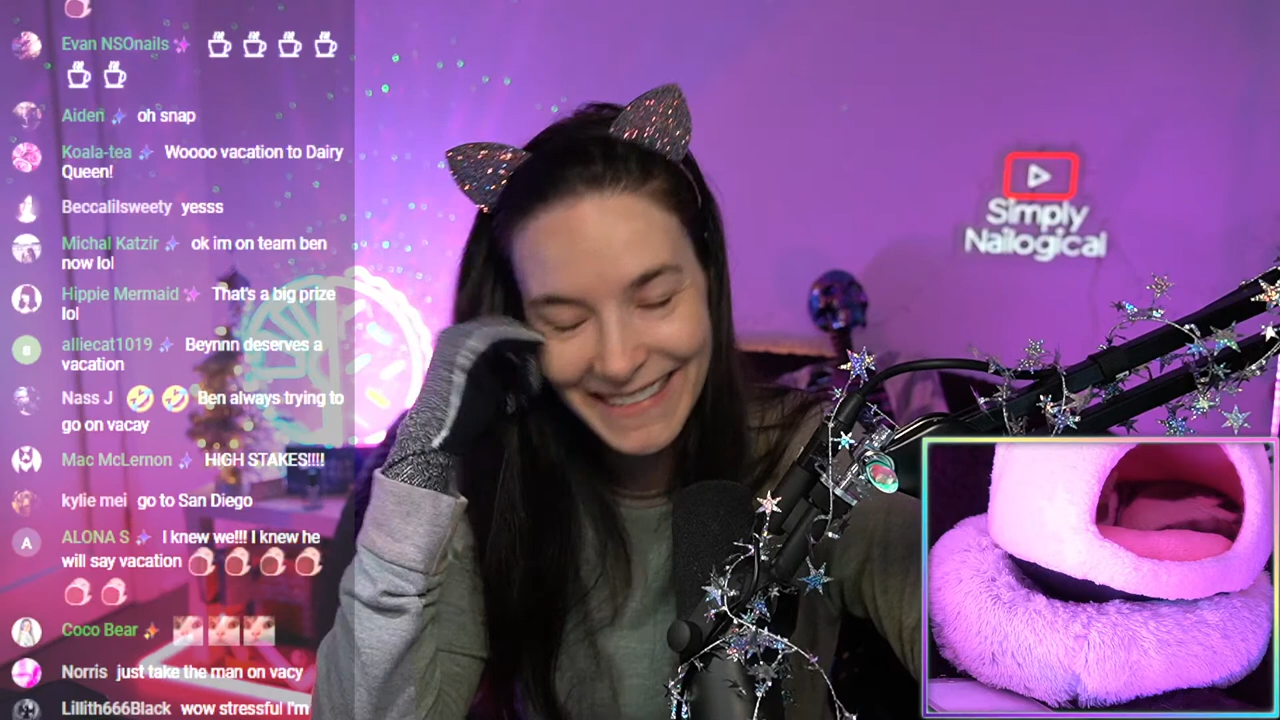 Evan NSOnails
Aiden oh snap
Koala-tea Woooo vacation to Dairy
Queen!
Beccalilsweety yesss
Michal Katzir ok im on team ben
now lol
Hippie Mermaid That's a big prize
lol
alliecat1019 Beynnn deserves a
vacation
Nass J 🤣🤣 Ben always trying to
go on vacay
Mac McLernon HIGH STAKES!!!!
kylie mei go to San Diego
ALONA S I knew we!!! I knew he
will say vacation
Coco Bear
Norris just take the man on vacy
Lillith666Black wow stressful I'm
A
Simply
Nailogical